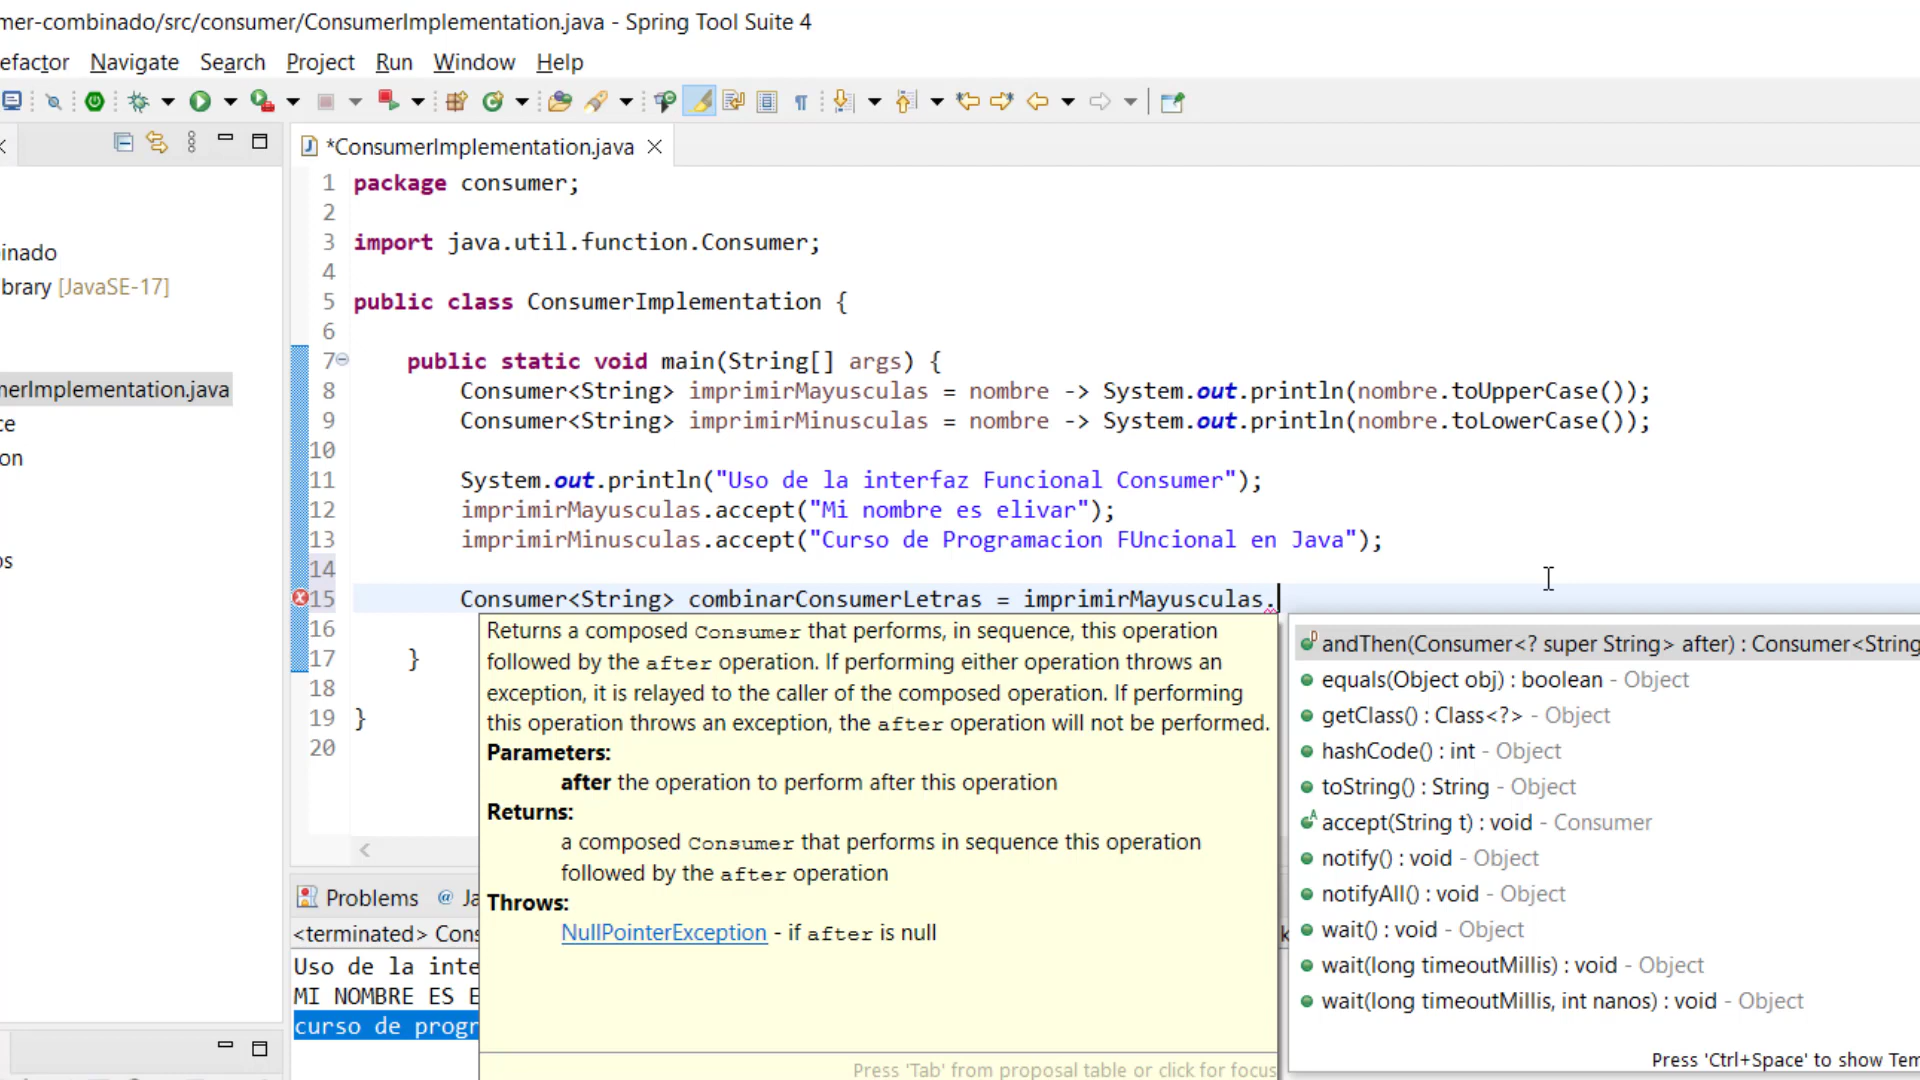 mer-combinado/src/consumer/ConsumerImplementation.java - Spring Tool Suite 4
efactor Navigate Search Project Run Window Help
*ConsumerImplementation.java
inado
brary [JavaSE-17]
nerImplementation.java
ce
on
os
1 package consumer;
2
3 import java.util.function.Consumer;
4
5 public class ConsumerImplementation {
6
7 public static void main(String[] args) {
8 Consumer<String> imprimirMayusculas = nombre -> System.out.println(nombre.toUpperCase());
9 Consumer<String> imprimirMinusculas = nombre -> System.out.println(nombre.toLowerCase());
10
11 System.out.println("Uso de la interfaz Funcional Consumer");
12 imprimirMayusculas.accept("Mi nombre es elivar");
13 imprimirMinusculas.accept("Curso de Programacion FUncional en Java");
14
15 Consumer<String> combinarConsumerLetras = imprimirMayusculas.
16
17 }
18
19 }
20
Returns a composed Consumer that performs, in sequence, this operation
followed by the after operation. If performing either operation throws an
exception, it is relayed to the caller of the composed operation. If performing
this operation throws an exception, the after operation will not be performed.
Parameters:
after the operation to perform after this operation
Returns:
a composed Consumer that performs in sequence this operation
followed by the after operation
Throws:
NullPointerException - if after is null
Press 'Tab' from proposal table or click for focus
andThen(Consumer<? super String> after) : Consumer<String
equals(Object obj) : boolean - Object
getClass() : Class<?> - Object
hashCode() : int - Object
toString() : String - Object
accept(String t) : void - Consumer
notify() : void - Object
notifyAll() : void - Object
wait() : void - Object
wait(long timeoutMillis) : void - Object
wait(long timeoutMillis, int nanos) : void - Object
Press 'Ctrl+Space' to show Tem
Problems @ Ja
<terminated> Cons
Uso de la inte
MI NOMBRE ES E
curso de progr